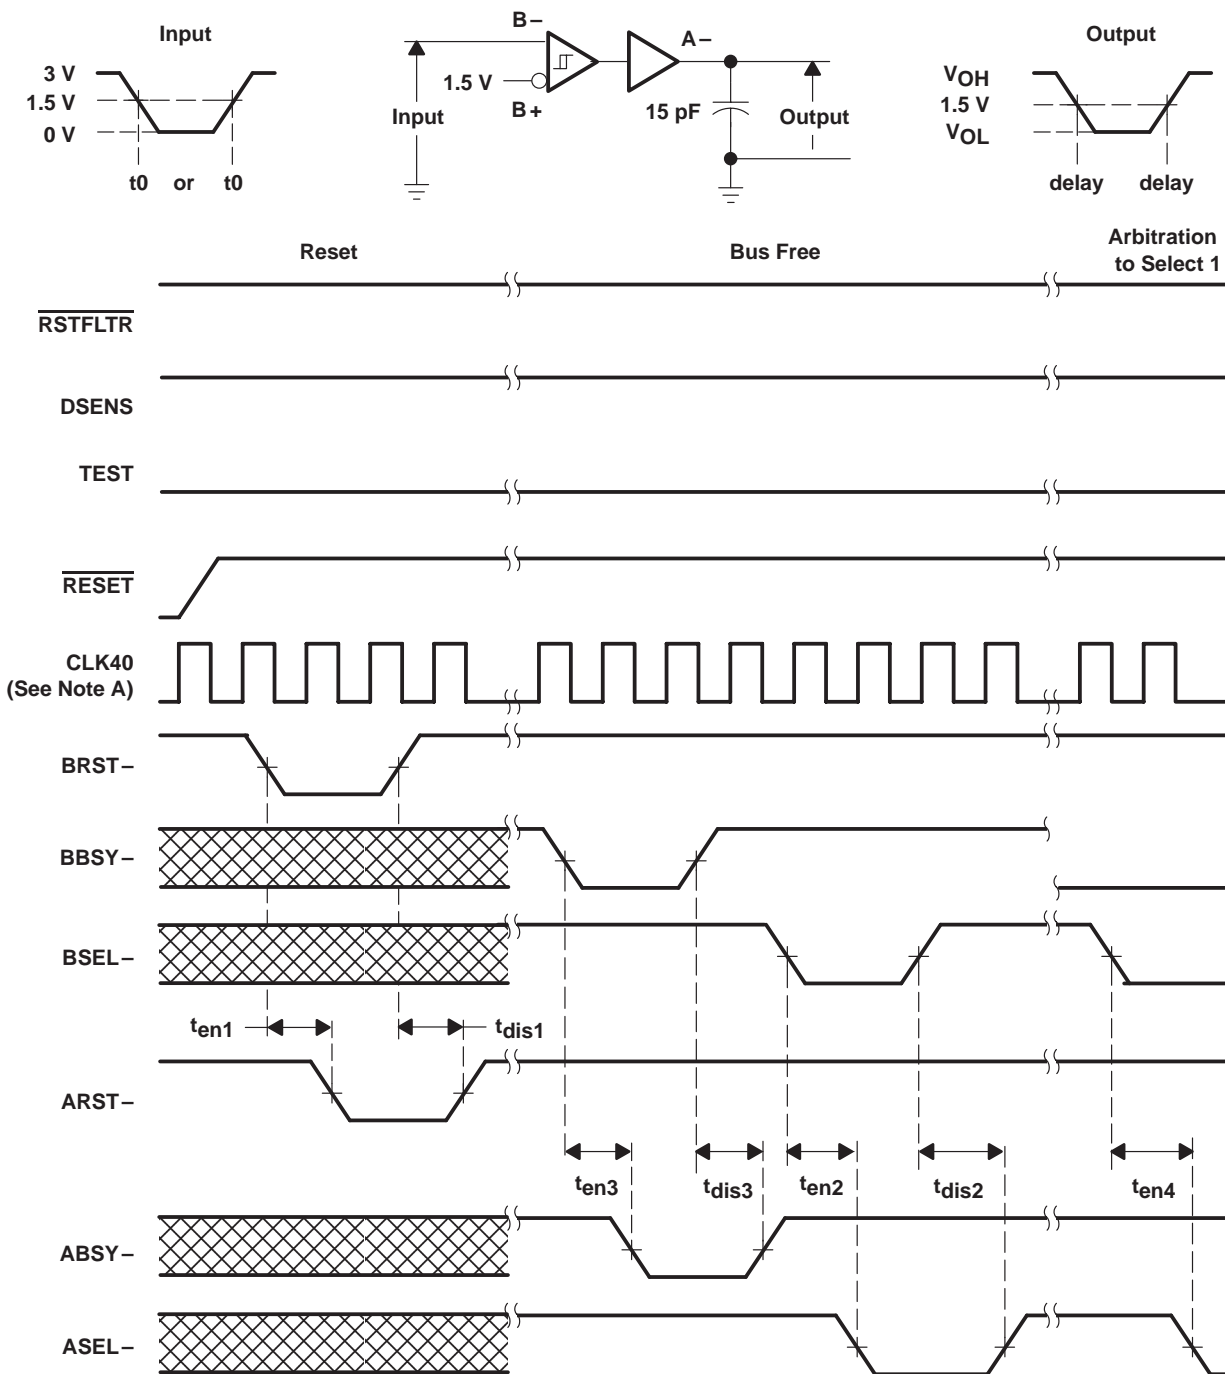 Input
3 V
1.5 V
0 V
t0 or t0
B–
1.5 V
B+
Input
A–
15 pF
Output
Output
VOH
1.5 V
VOL
delay delay
Reset
Bus Free
Arbitration
to Select 1
RSTFLTR
DSENS
TEST
RESET
CLK40
(See Note A)
BRST–
BBSY–
BSEL–
ten1
tdis1
ARST–
ten3
tdis3
ten2
tdis2
ten4
ABSY–
ASEL–